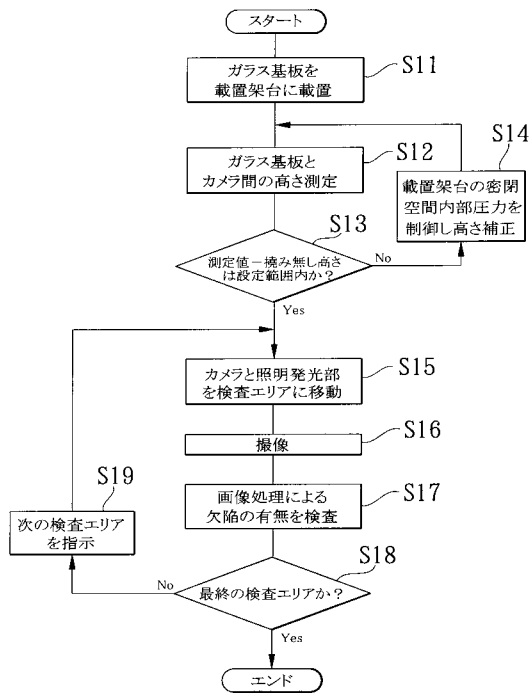 スタート
ガラス基板を
載置架台に載置
S11
ガラス基板と
カメラ間の高さ測定
S12
S14
載置架台の密閉
空間内部圧力を
制御し高さ補正
S13
測定値－撓み無し高さ
は設定範囲内か？
No
Yes
カメラと照明発光部
を検査エリアに移動
S15
撮像
S16
画像処理による
欠陥の有無を検査
S17
S19
次の検査エリア
を指示
S18
最終の検査エリアか？
No
Yes
エンド